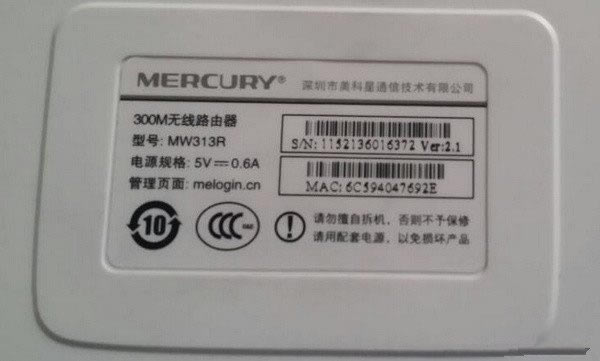 MERCURY® 深圳市美科星通信技术有限公司
300M无线路由器
型号: MW313R
电源规格: 5V⎓0.6A
管理页面: melogin.cn
S/N: 1152136016372 Ver:2.1
MAC: 6C594047692E
10
CCC
请勿擅自拆机, 否则不予保修
请用配套电源, 以免损坏产品